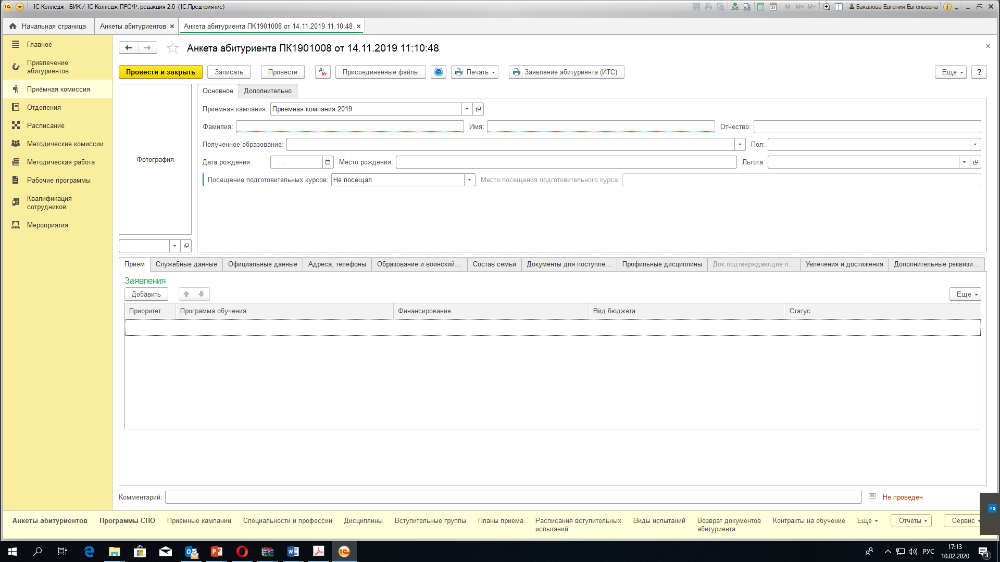 1С Колледж - БИК / 1С Колледж ПРОФ, редакция 2.0 (1С:Предприятие)
M M+ M-
Бакалова Евгения Евгеньевна
Начальная страница
Анкеты абитуриентов ×
Анкета абитуриента ПК1901008 от 14.11.2019 11:10:48 ×
Главное
Привлечение
абитуриентов
Приёмная комиссия
Отделения
Расписание
Методические комиссии
Методическая работа
Рабочие программы
Квалификация
сотрудников
Мероприятия
Анкета абитуриента ПК1901008 от 14.11.2019 11:10:48
Провести и закрыть
Записать
Провести
Дт
Кт
Присоединенные файлы
Печать
Заявление абитуриента (ИТС)
Еще
?
Фотография
Основное
Дополнительно
Приемная кампания: Приемная компания 2019
Фамилия:
Имя:
Отчество:
Полученное образование:
Пол:
Дата рождения: . .
Место рождения:
Льгота:
Посещение подготовительных курсов: Не посещал
Место посещения подготовительного курса:
Прием
Служебные данные
Официальные данные
Адреса, телефоны
Образование и воинский...
Состав семьи
Документы для поступле...
Профильные дисциплины
Док.подтверждающие л...
Увлечения и достижения
Дополнительные реквизи...
Заявления
Добавить
Еще
Приоритет
Программа обучения
Финансирование
Вид бюджета
Статус
Комментарий:
Не проведен
Анкеты абитуриентов
Программы СПО
Приемные кампании
Специальности и профессии
Дисциплины
Вступительные группы
Планы приема
Расписания вступительных
испытаний
Виды испытаний
Возврат документов
абитуриента
Контракты на обучение
Еще
Отчеты
Сервис
РУС
17:13
10.02.2020
3